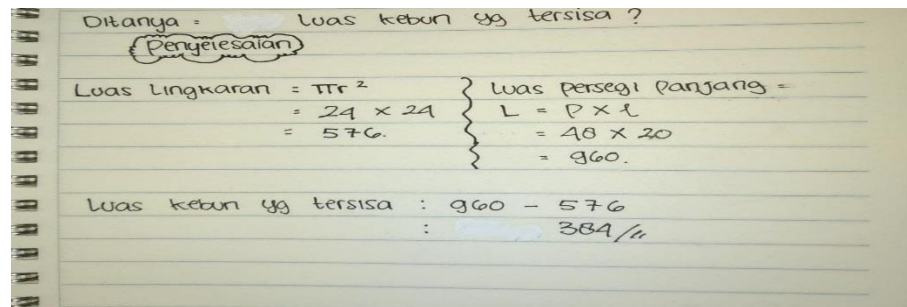 Ditanya = Luas kebun yg tersisa ?
Penyelesaian
Luas Lingkaran = πr²
= 24 × 24
= 576.
Luas persegi panjang =
L = P × l
= 48 × 20
= 960.
Luas kebun yg tersisa : 960 - 576
: 384 //